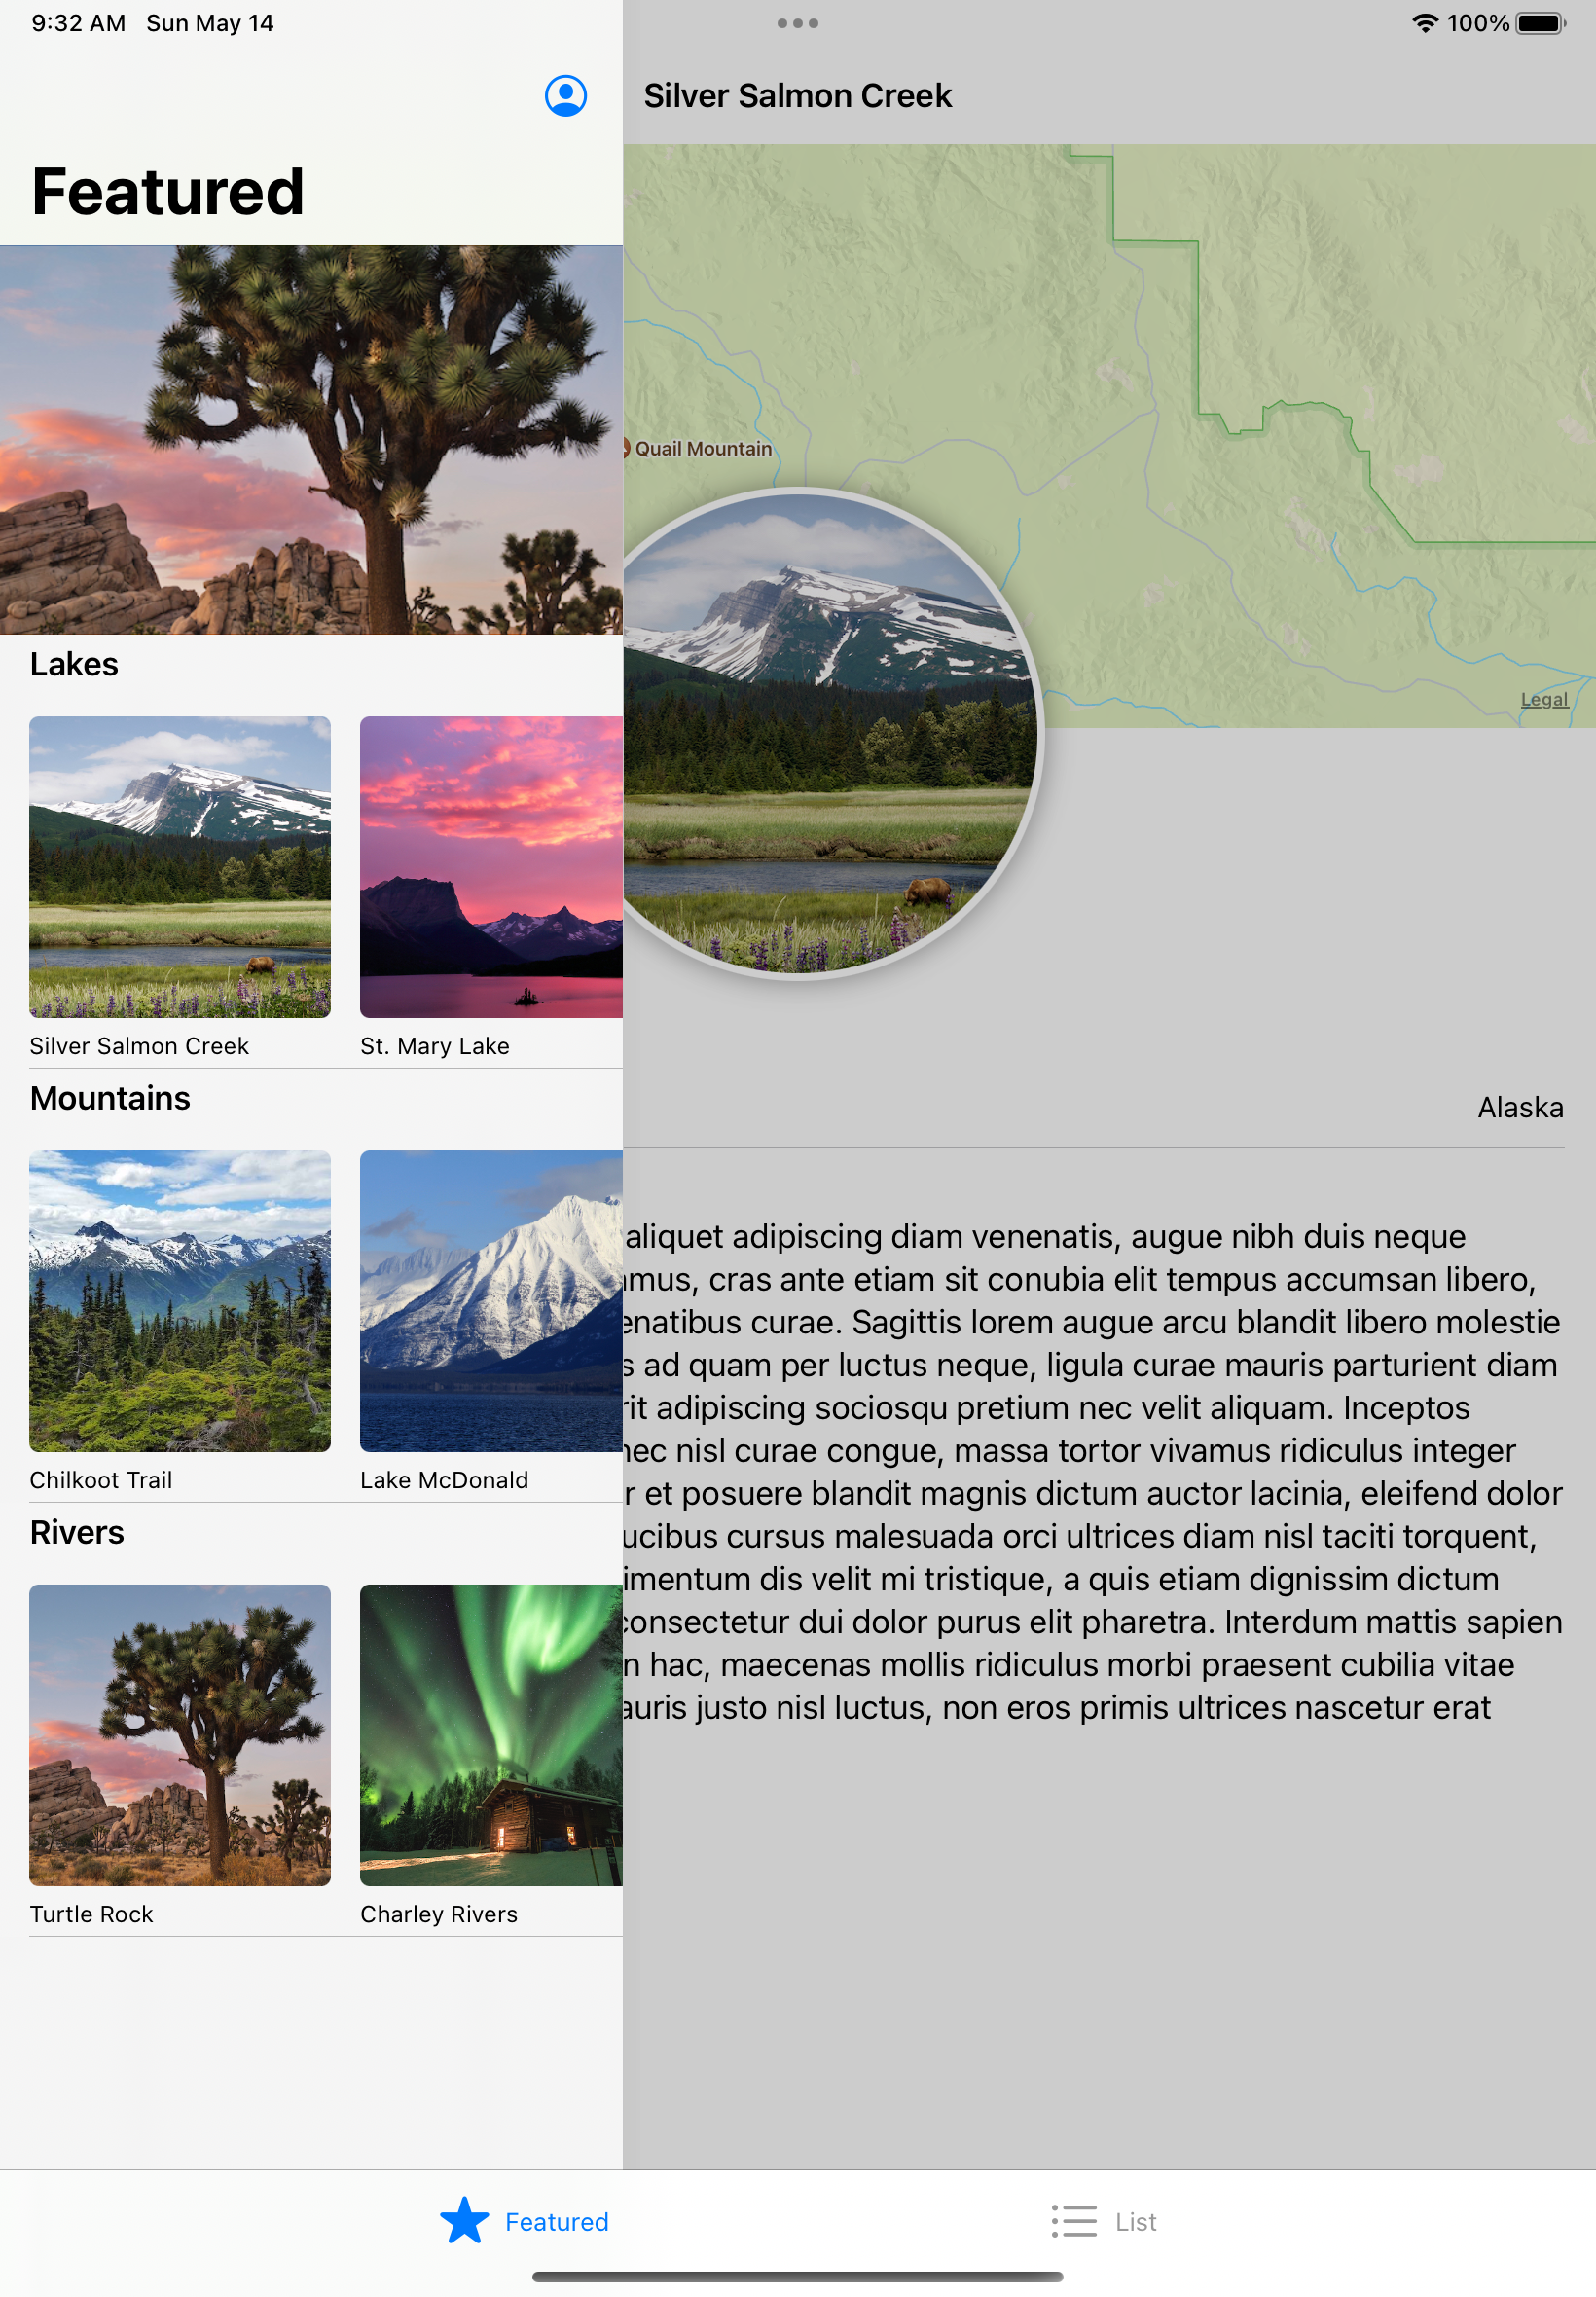 9:32 AM Sun May 14
100%
Featured
Lakes
Silver Salmon Creek
St. Mary Lake
Mountains
Chilkoot Trail
Lake McDonald
Rivers
Turtle Rock
Charley Rivers
Silver Salmon Creek
Quail Mountain
Legal
Alaska
aliquet adipiscing diam venenatis, augue nibh duis neque
mus, cras ante etiam sit conubia elit tempus accumsan libero,
enatibus curae. Sagittis lorem augue arcu blandit libero molestie
s ad quam per luctus neque, ligula curae mauris parturient diam
rit adipiscing sociosqu pretium nec velit aliquam. Inceptos
nec nisl curae congue, massa tortor vivamus ridiculus integer
r et posuere blandit magnis dictum auctor lacinia, eleifend dolor
ucibus cursus malesuada orci ultrices diam nisl taciti torquent,
imentum dis velit mi tristique, a quis etiam dignissim dictum
consectetur dui dolor purus elit pharetra. Interdum mattis sapien
n hac, maecenas mollis ridiculus morbi praesent cubilia vitae
auris justo nisl luctus, non eros primis ultrices nascetur erat
Featured
List